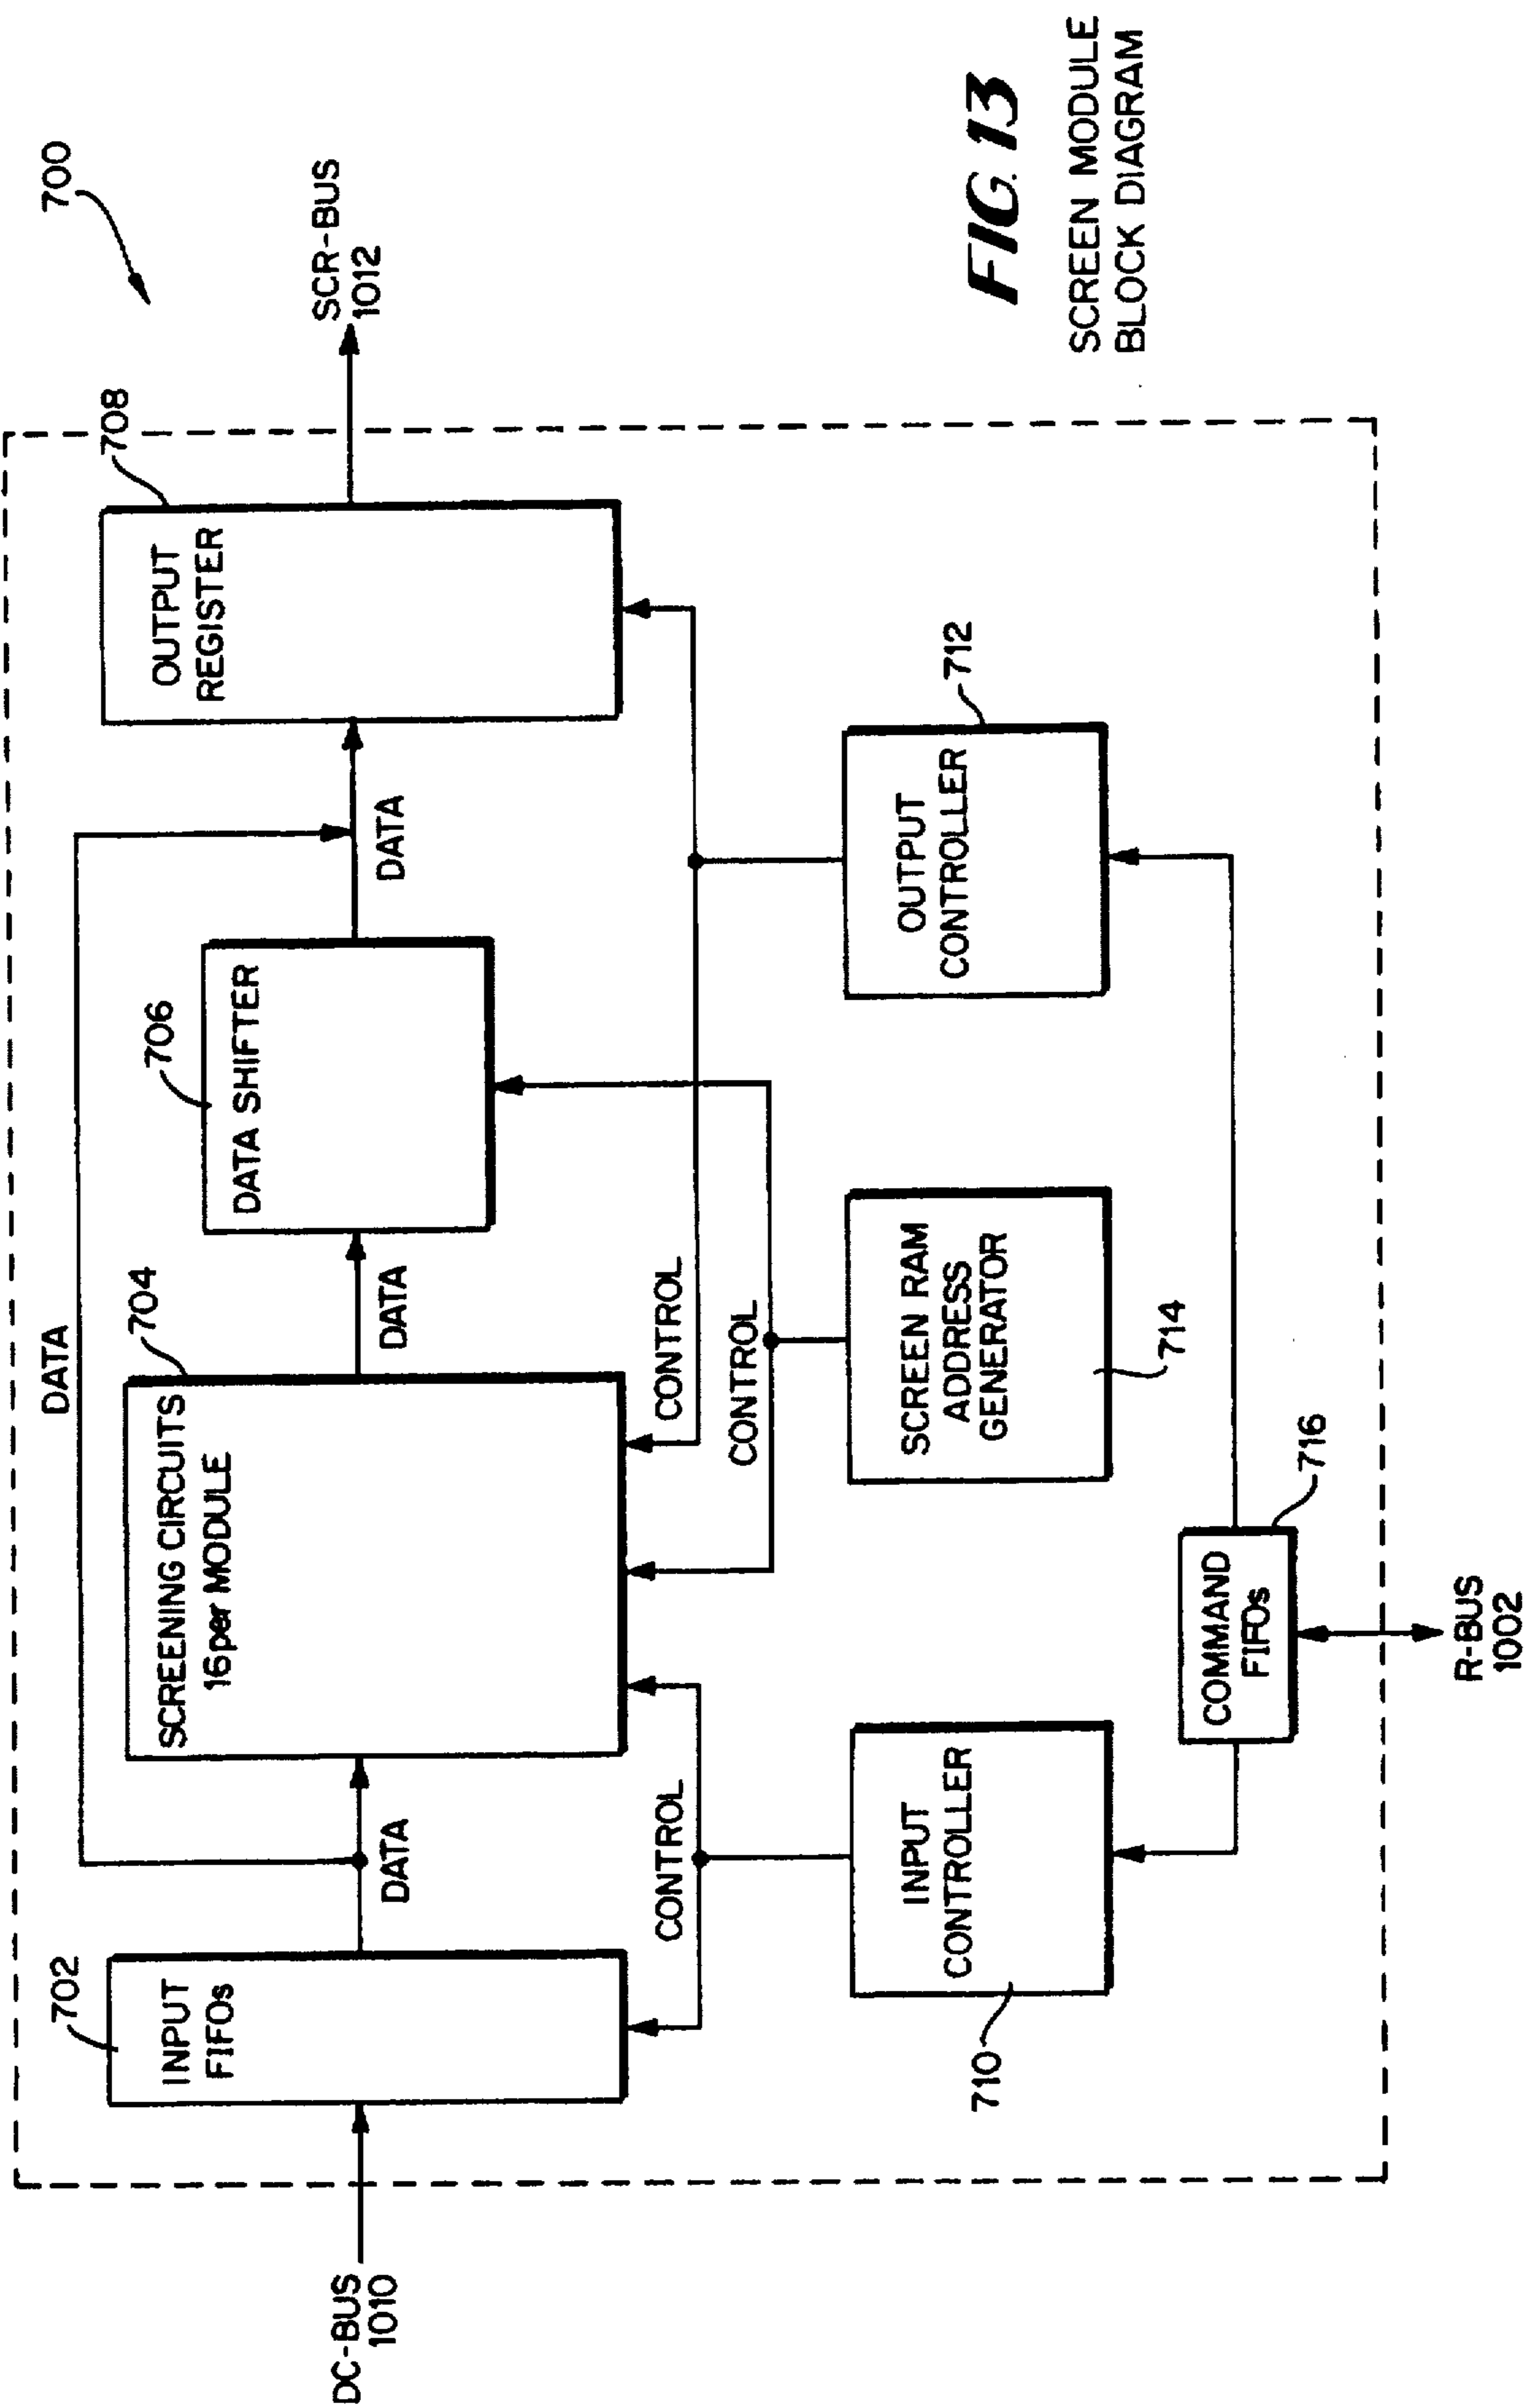 700
DATA
702
INPUT
FIFOs
704
SCREENING CIRCUITS
16 per MODULE
706
DATA SHIFTER
708
OUTPUT
REGISTER
DC-BUS
1010
DATA
DATA
DATA
SCR-BUS
1012
CONTROL
CONTROL
CONTROL
INPUT
CONTROLLER
710
SCREEN RAM
ADDRESS
GENERATOR
714
OUTPUT
CONTROLLER
712
COMMAND
FIFOs
716
R-BUS
1002
FIG. 13
SCREEN MODULE
BLOCK DIAGRAM